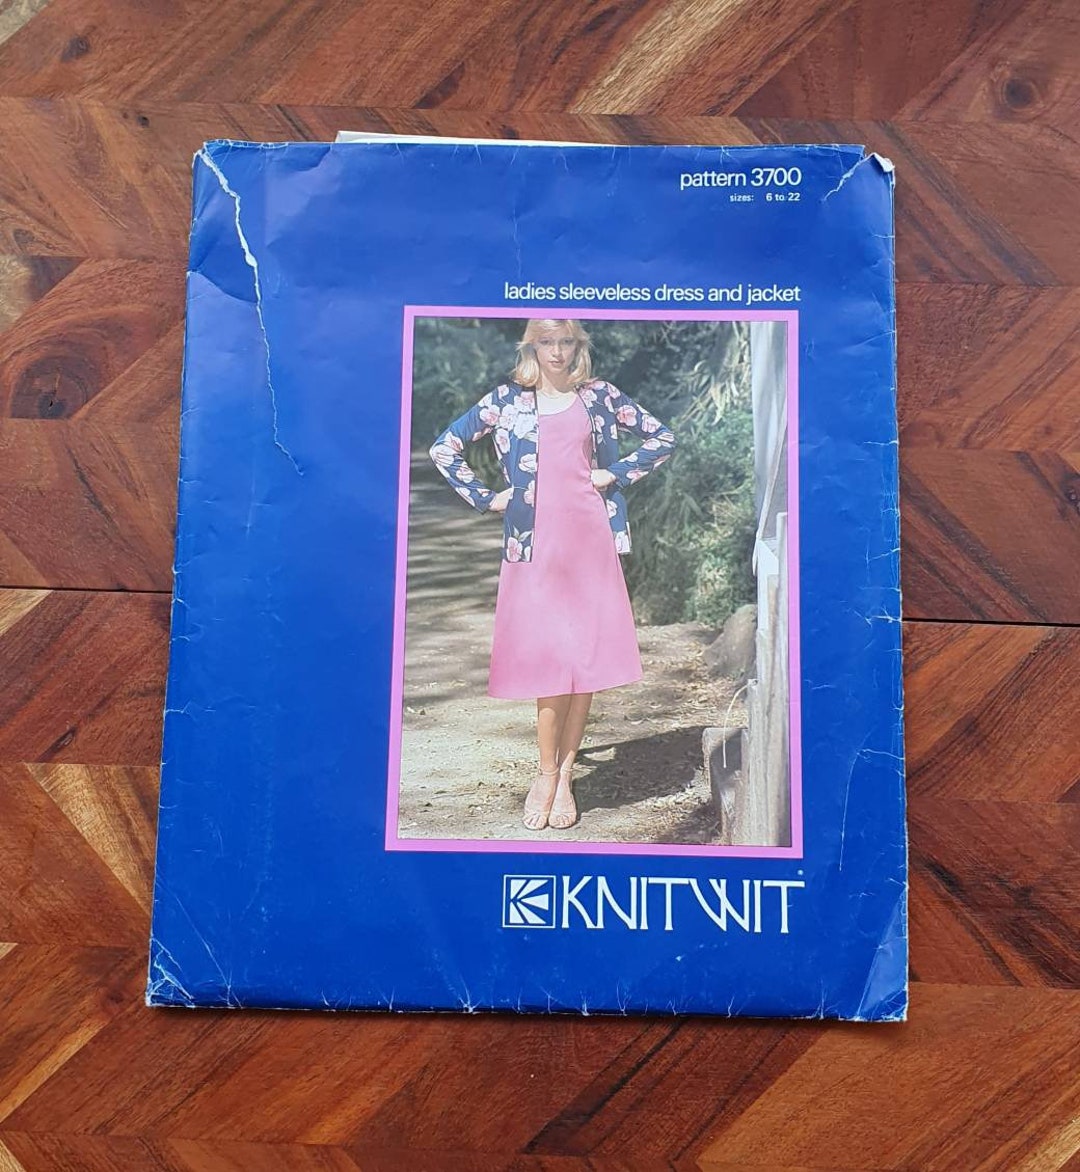 pattern 3700
sizes: 6 to 22
ladies sleeveless dress and jacket
KNITWIT®